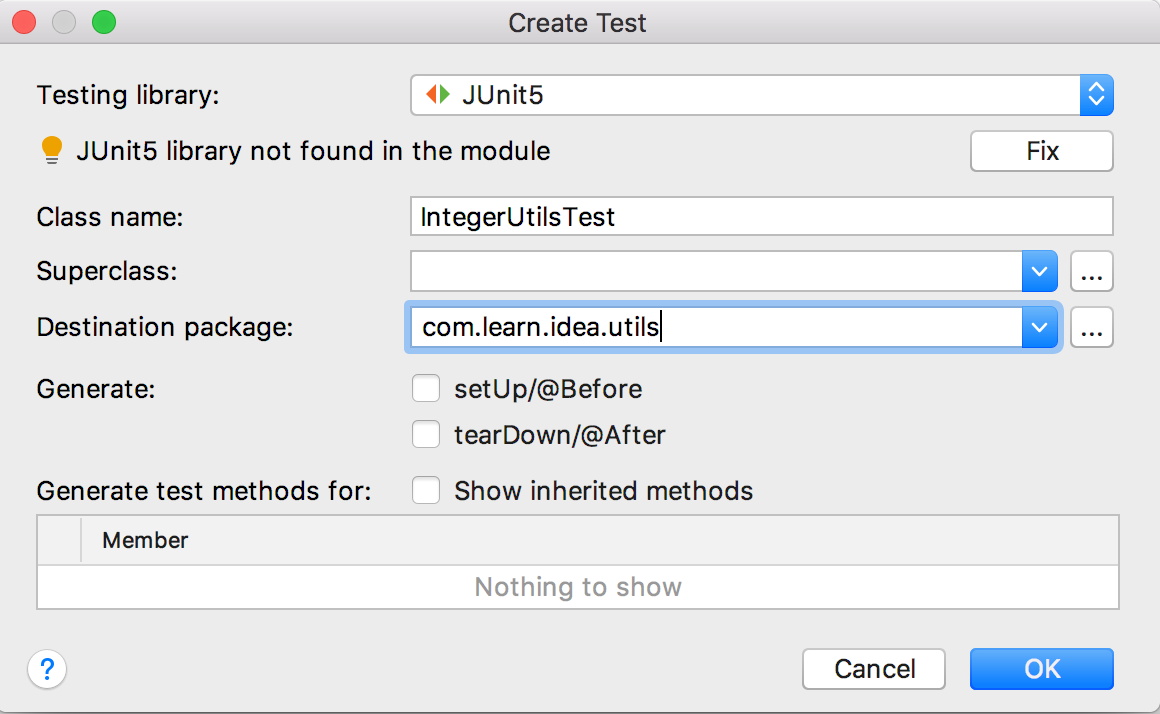 Create Test
Testing library: JUnit5
JUnit5 library not found in the module Fix
Class name: IntegerUtilsTest
Superclass: ...
Destination package: com.learn.idea.utils ...
Generate: setUp/@Before
tearDown/@After
Generate test methods for: Show inherited methods
Member
Nothing to show
? Cancel OK